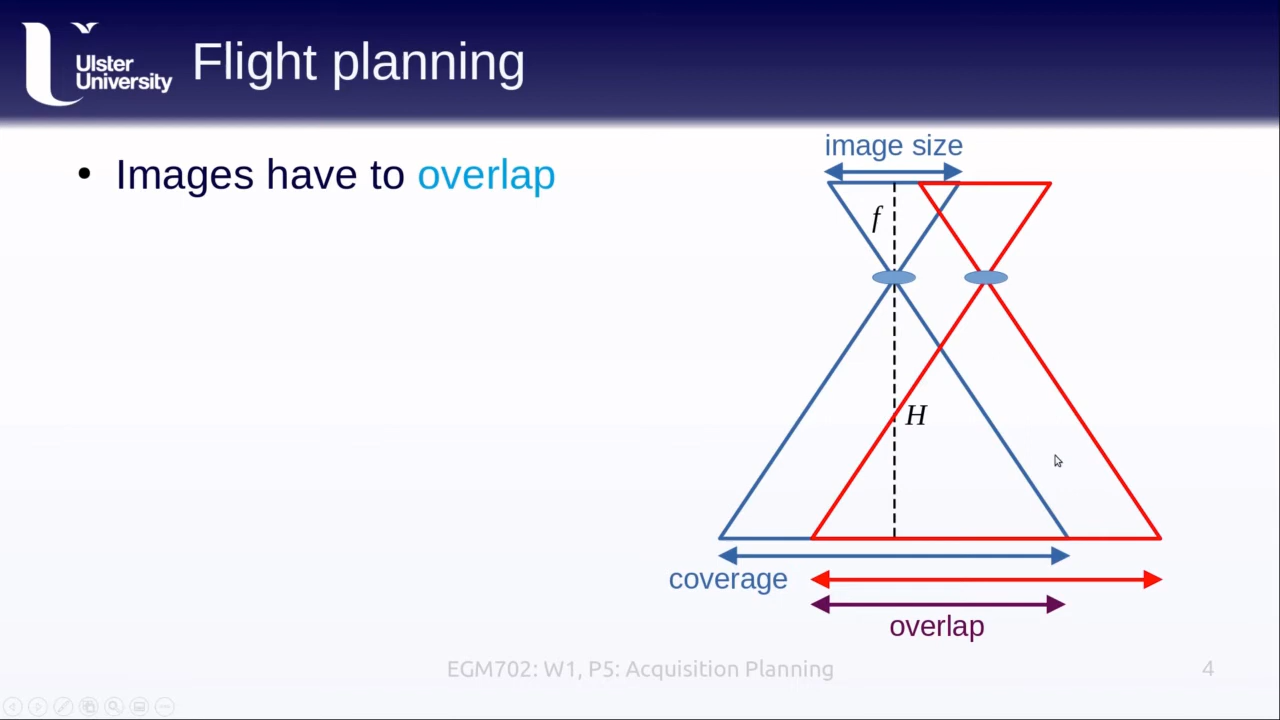 Ulster
University
Flight planning
• Images have to overlap
image size
f
H
coverage
overlap
EGM702: W1, P5: Acquisition Planning
4